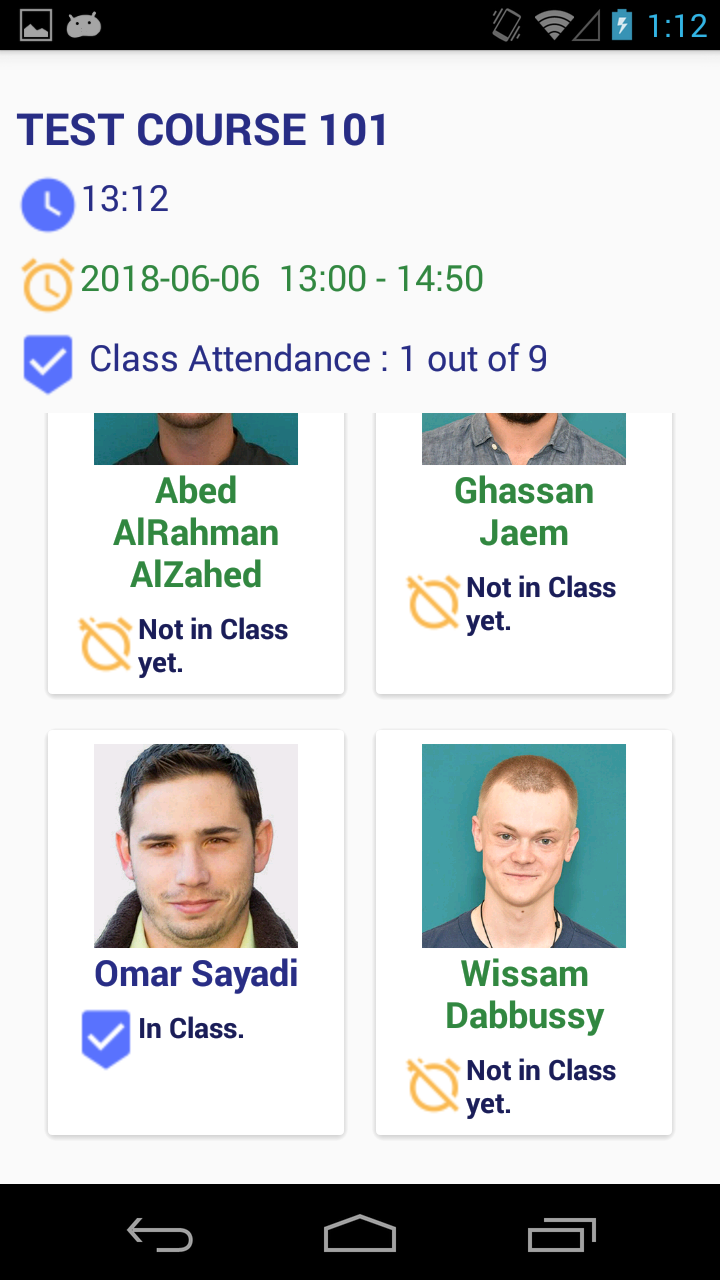 1:12
TEST COURSE 101
13:12
2018-06-06  13:00 - 14:50
Class Attendance : 1 out of 9
Abed
AlRahman
AlZahed
Not in Class
yet.
Ghassan
Jaem
Not in Class
yet.
Omar Sayadi
In Class.
Wissam
Dabbussy
Not in Class
yet.